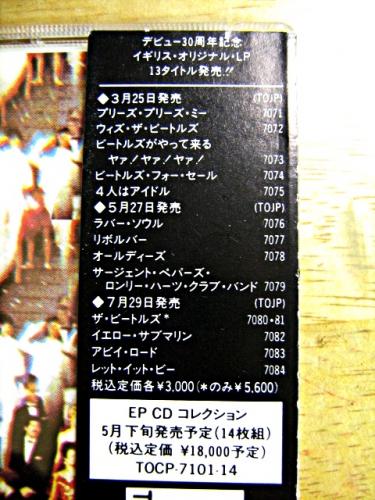 デビュー30周年記念
イギリス・オリジナル・LP
13タイトル発売!!
◆3月25日発売 (TOJP)
プリーズ・プリーズ・ミー 7071
ウィズ・ザ・ビートルズ 7072
ビートルズがやって来る
ヤァ!ヤァ!ヤァ! 7073
ビートルズ・フォー・セール 7074
4人はアイドル 7075
◆5月27日発売 (TOJP)
ラバー・ソウル 7076
リボルバー 7077
オールディーズ 7078
サージェント・ペパーズ・
ロンリー・ハーツ・クラブ・バンド 7079
◆7月29日発売 (TOJP)
ザ・ビートルズ* 7080・81
イエロー・サブマリン 7082
アビイ・ロード 7083
レット・イット・ビー 7084
税込定価各¥3,000(*のみ¥5,600)
EP CD コレクション
5月下旬発売予定(14枚組)
(税込定価 ¥18,000予定)
TOCP-7101-14